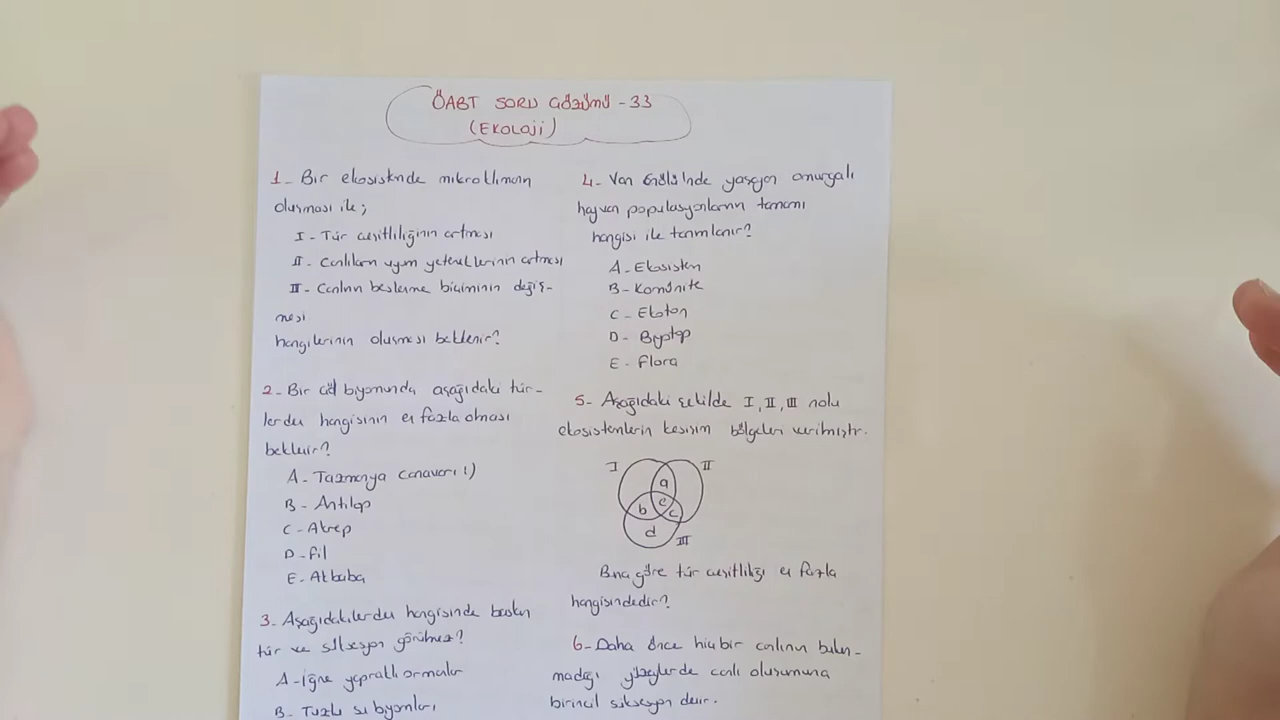 ÖABT SORU ÇÖZÜMÜ - 33
(EKOLOJİ)
1- Bir ekosistemde mikroklimanın
oluşması ile;
I - Tür çeşitliliğinin artması
II - Canlıların uyum yeteneklerinin artması
III - Canlının beslenme biçiminin değiş-
mesi
hangilerinin oluşması beklenir?
2- Bir çöl biyomunda aşağıdaki tür-
lerden hangisinin en fazla olması
beklenir?
A - Tazmanya canavarı :)
B - Antilop
C - Akrep
D - fil
E - Akbaba
3- Aşağıdakilerden hangisinde baskın
tür ve süksesyon görülmez?
A - İğne yapraklı ormanlar
B - Tuzlu su biyomları
4- Van Gölü'nde yaşayan omurgalı
hayvan populasyonlarının tamamı
hangisi ile tanımlanır?
A - Ekosistem
B - Komünite
C - Ekoton
D - Biyotop
E - Flora
5- Aşağıdaki şekilde I, II, III nolu
ekosistemlerin kesişim bölgeleri verilmiştir.
I II
a
e
b c
d
III
Buna göre tür çeşitliliği en fazla
hangisindedir?
6- Daha önce hiçbir canlının bulun-
madığı yüzeylerde canlı oluşumuna
birincil süksesyon denir.